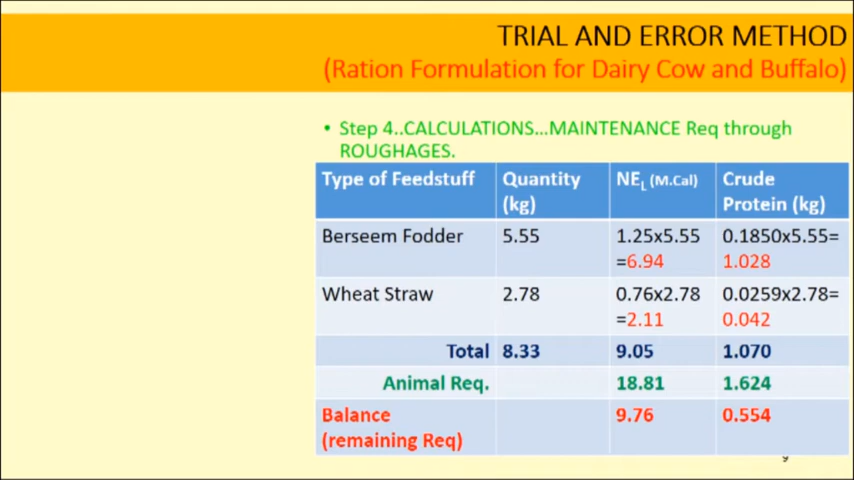 TRIAL AND ERROR METHOD
(Ration Formulation for Dairy Cow and Buffalo)
• Step 4..CALCULATIONS...MAINTENANCE Req through
ROUGHAGES.
Type of Feedstuff Quantity (kg) NEL (M.Cal) Crude Protein (kg)
Berseem Fodder 5.55 1.25x5.55 =6.94 0.1850x5.55= 1.028
Wheat Straw 2.78 0.76x2.78 =2.11 0.0259x2.78= 0.042
Total 8.33 9.05 1.070
Animal Req. 18.81 1.624
Balance (remaining Req) 9.76 0.554
9